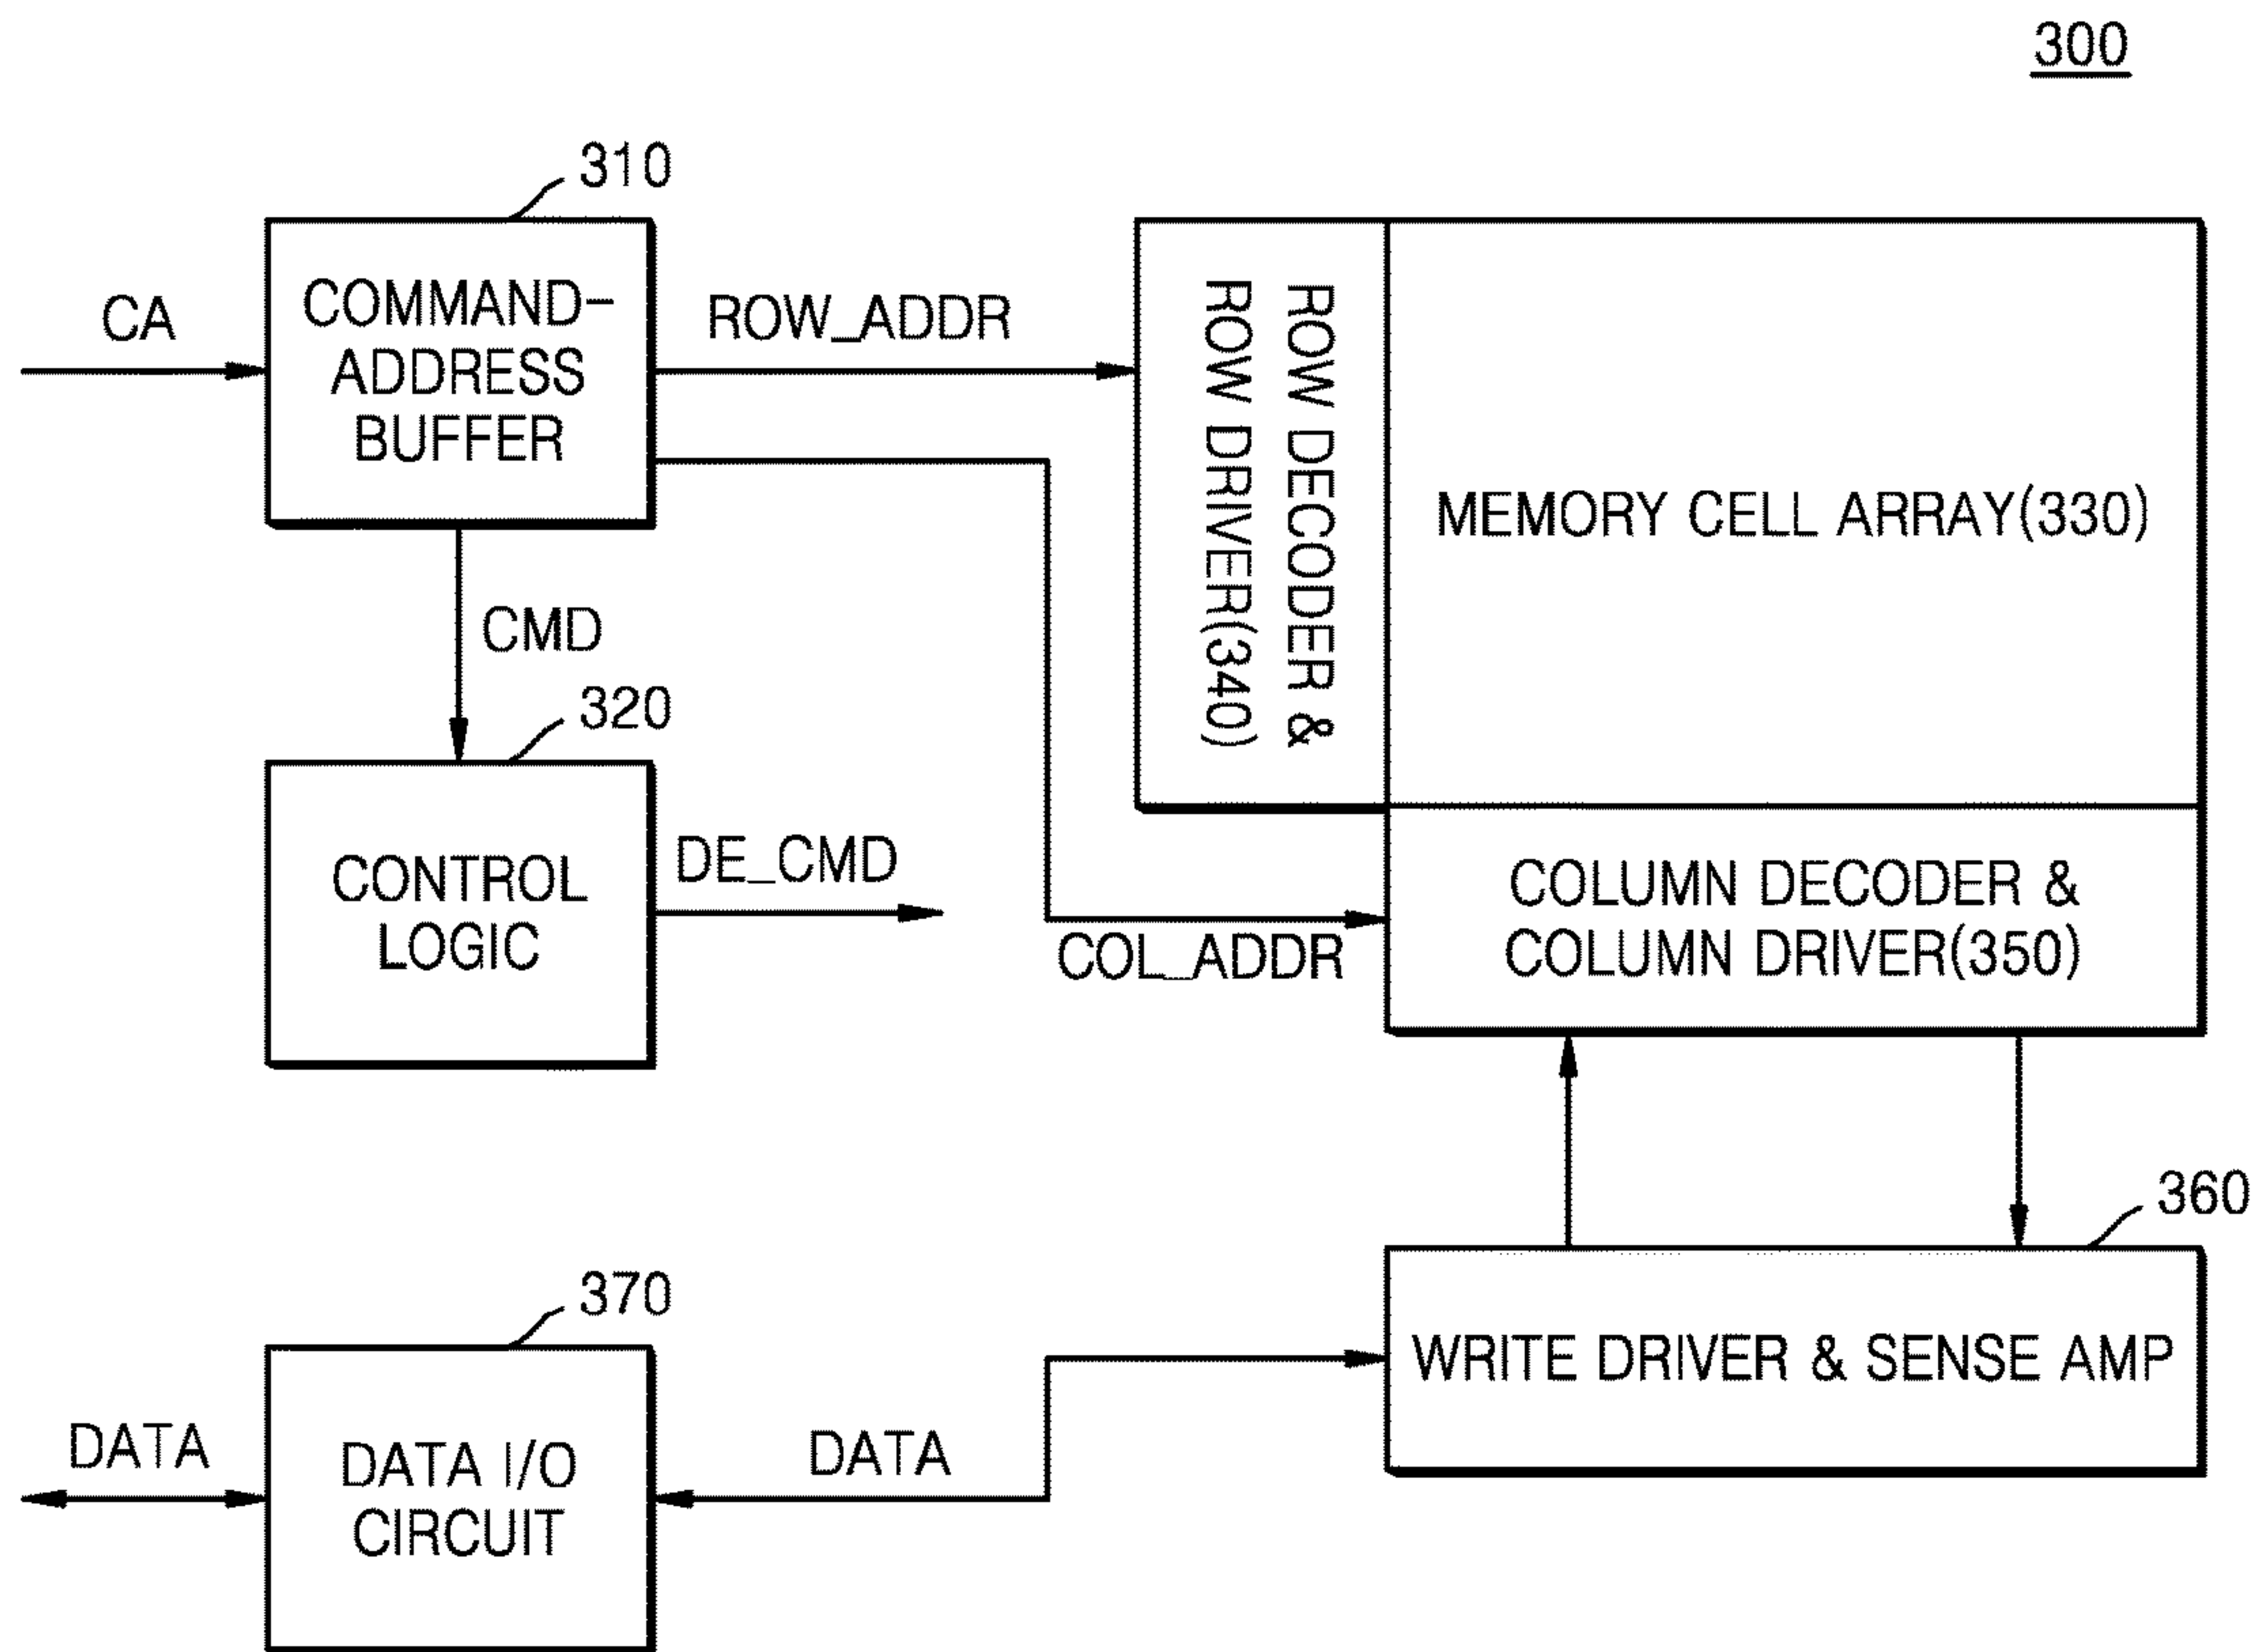 300
310
COMMAND-
ADDRESS
BUFFER
CA
ROW_ADDR
ROW DECODER &
ROW DRIVER(340)
MEMORY CELL ARRAY(330)
CMD
320
CONTROL
LOGIC
DE_CMD
COL_ADDR
COLUMN DECODER &
COLUMN DRIVER(350)
360
WRITE DRIVER & SENSE AMP
370
DATA
DATA I/O
CIRCUIT
DATA